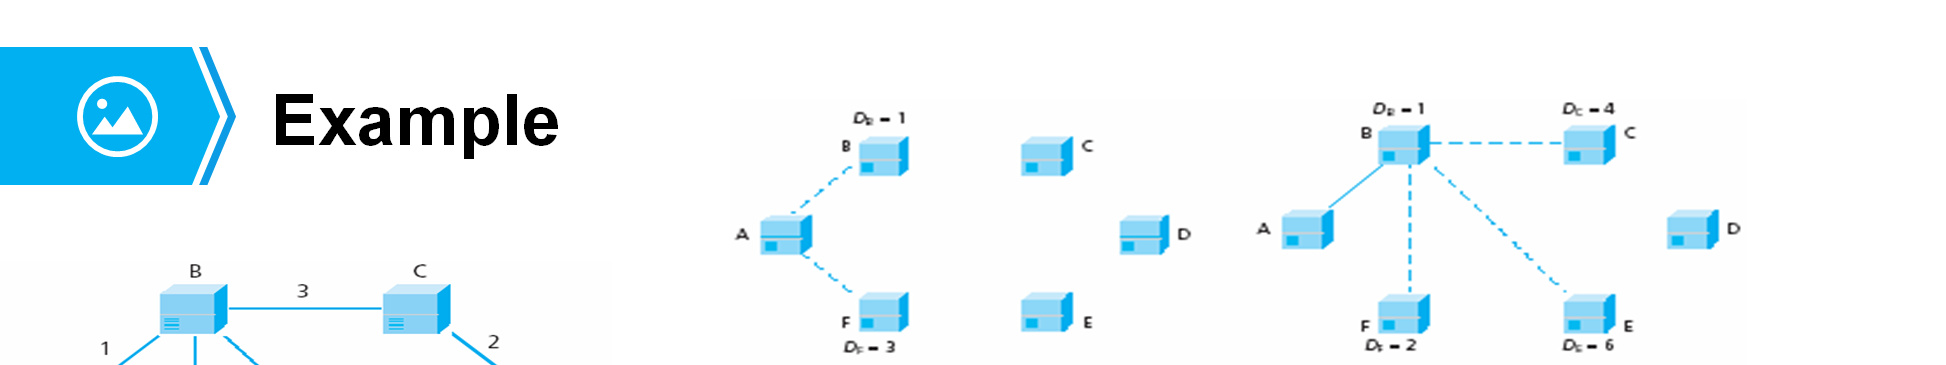 Example
B
C
3
1
2
D_B = 1
B
C
A
D
F
E
D_F = 3
D_B = 1
D_C = 4
B
C
A
D
F
E
D_F = 2
D_E = 6